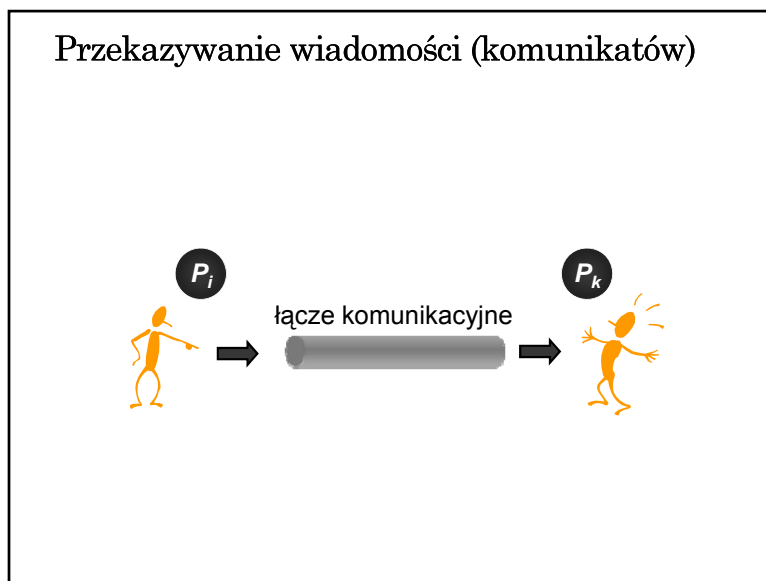 Przekazywanie wiadomości (komunikatów)
Pi
Pk
łącze komunikacyjne